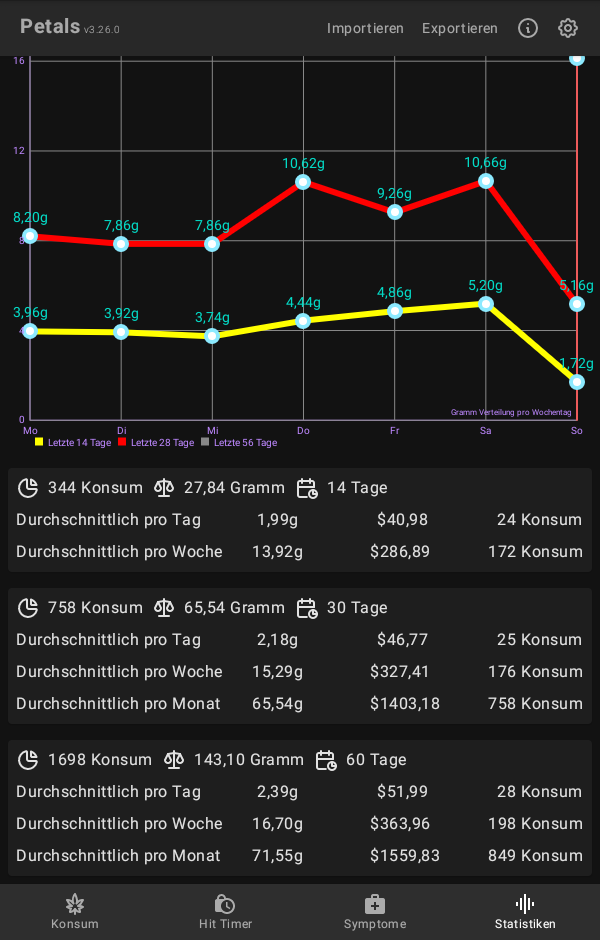 Petals v3.26.0 Importieren Exportieren
16
12
10,62g 10,66g
9,26g
8,20g 7,86g 7,86g
8
5,16g
5,20g
4,86g
4,44g
3,96g 3,92g 3,74g
4
1,72g
Gramm Verteilung pro Wochentag
0
Mo Di Mi Do Fr Sa So
Letzte 14 Tage Letzte 28 Tage Letzte 56 Tage
344 Konsum 27,84 Gramm 14 Tage
Durchschnittlich pro Tag 1,99g $40,98 24 Konsum
Durchschnittlich pro Woche 13,92g $286,89 172 Konsum
758 Konsum 65,54 Gramm 30 Tage
Durchschnittlich pro Tag 2,18g $46,77 25 Konsum
Durchschnittlich pro Woche 15,29g $327,41 176 Konsum
Durchschnittlich pro Monat 65,54g $1403,18 758 Konsum
1698 Konsum 143,10 Gramm 60 Tage
Durchschnittlich pro Tag 2,39g $51,99 28 Konsum
Durchschnittlich pro Woche 16,70g $363,96 198 Konsum
Durchschnittlich pro Monat 71,55g $1559,83 849 Konsum
Konsum Hit Timer Symptome Statistiken